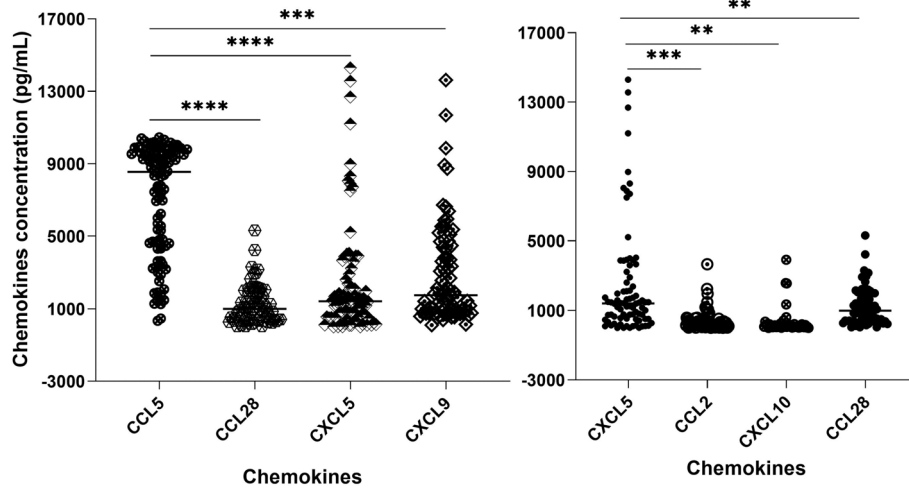 Chemokines concentration (pg/mL)
17000
13000
9000
5000
1000
-3000
***
****
****
CCL5
CCL28
CXCL5
CXCL9
Chemokines
17000
13000
9000
5000
1000
-3000
**
**
***
CXCL5
CCL2
CXCL10
CCL28
Chemokines